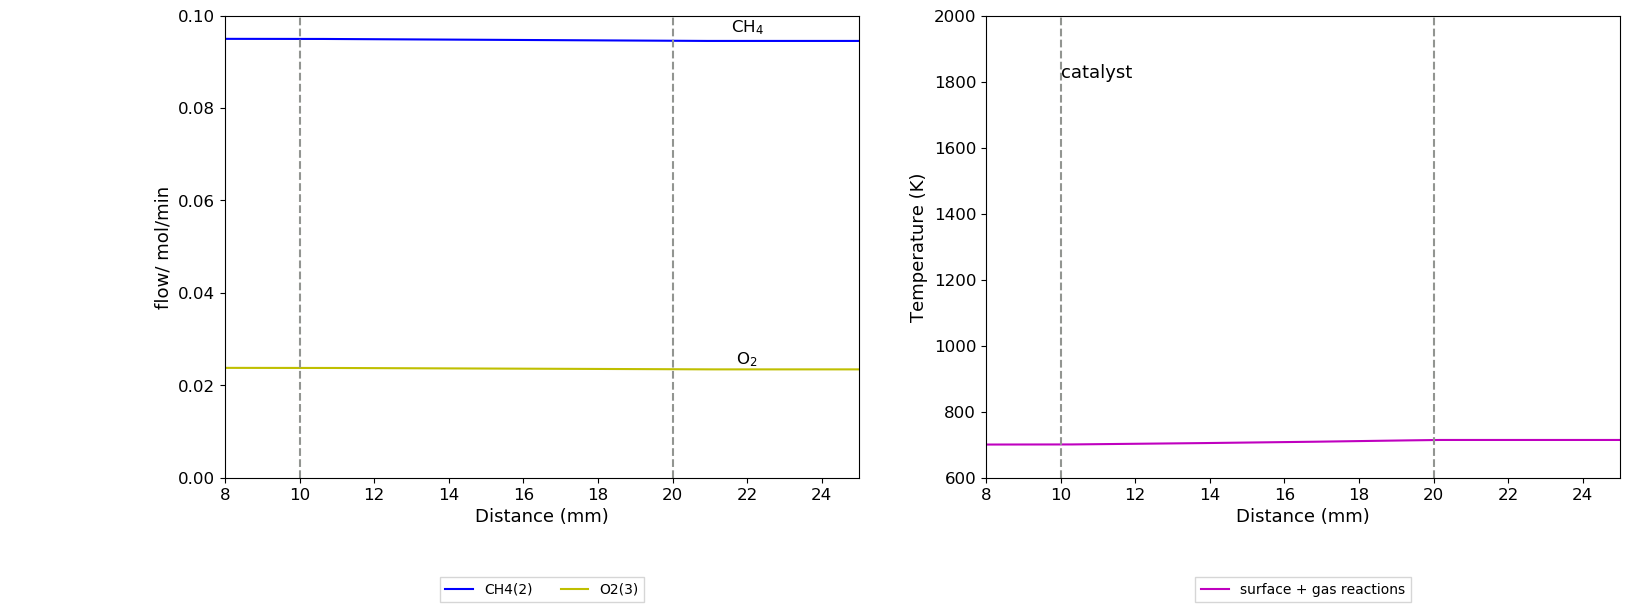 0.10
0.08
0.06
0.04
0.02
0.00
flow/ mol/min
CH₄
O₂
8 10 12 14 16 18 20 22 24
Distance (mm)
CH4(2) O2(3)
2000
1800
1600
1400
1200
1000
800
600
Temperature (K)
catalyst
8 10 12 14 16 18 20 22 24
Distance (mm)
surface + gas reactions